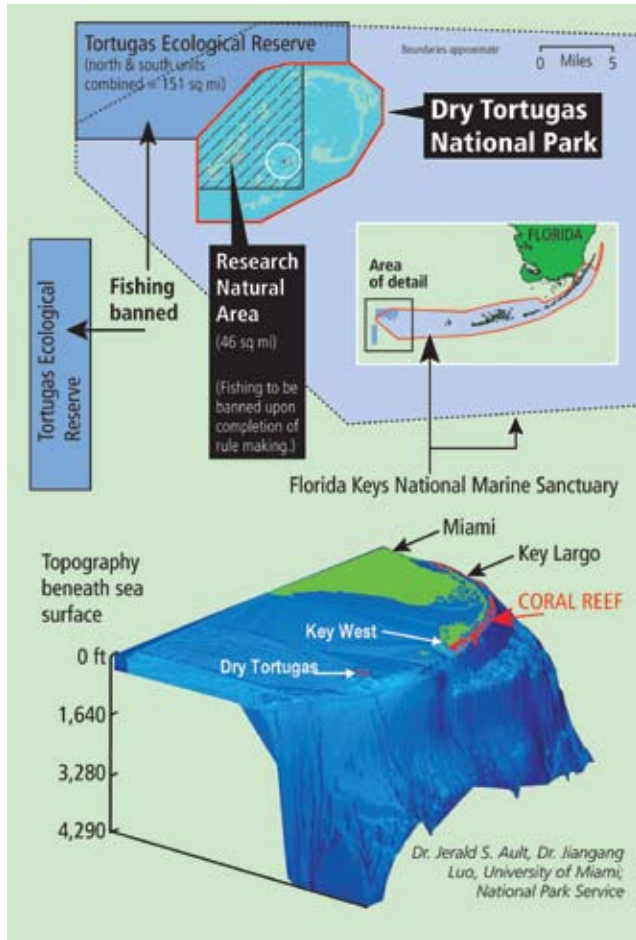 Tortugas Ecological Reserve
(north & south units
combined = 151 sq mi)
Boundaries approximate
0 Miles 5
Dry Tortugas
National Park
FLORIDA
Area
of detail
Research
Natural
Area
(46 sq mi)
(Fishing to be
banned upon
completion of
rule making.)
Fishing
banned
Tortugas Ecological
Reserve
Florida Keys National Marine Sanctuary
Miami
Key Largo
CORAL REEF
Key West
Dry Tortugas
Topography
beneath sea
surface
0 ft
1,640
3,280
4,290
Dr. Jerald S. Ault, Dr. Jiangang
Luo, University of Miami;
National Park Service